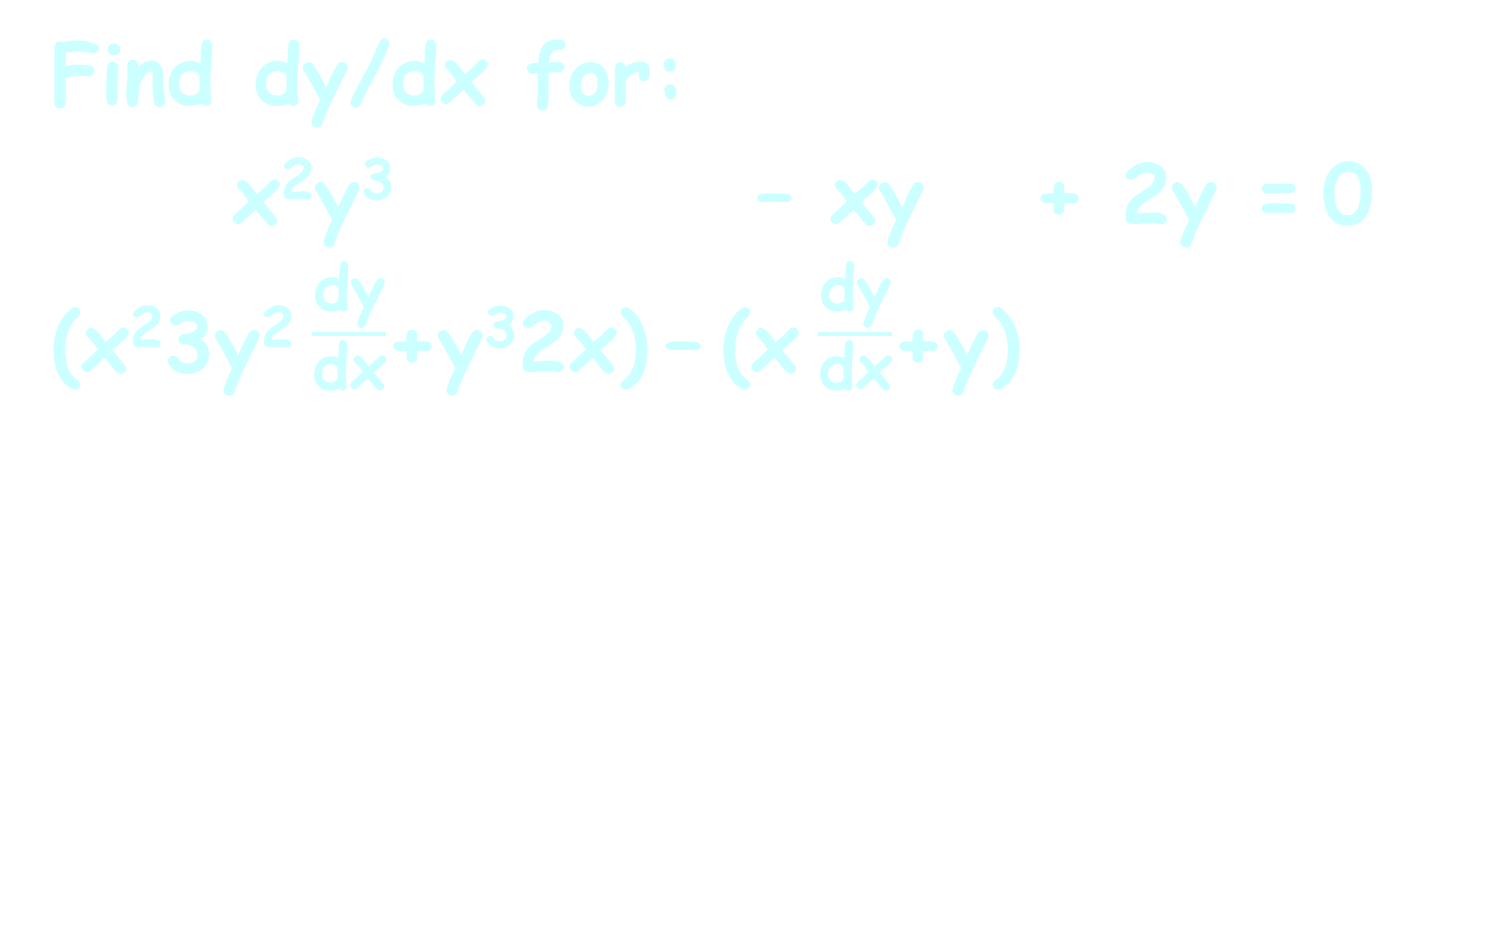 Find dy/dx for:
x²y³ - xy + 2y = 0
(x²3y² dy/dx + y³2x) - (x dy/dx + y)